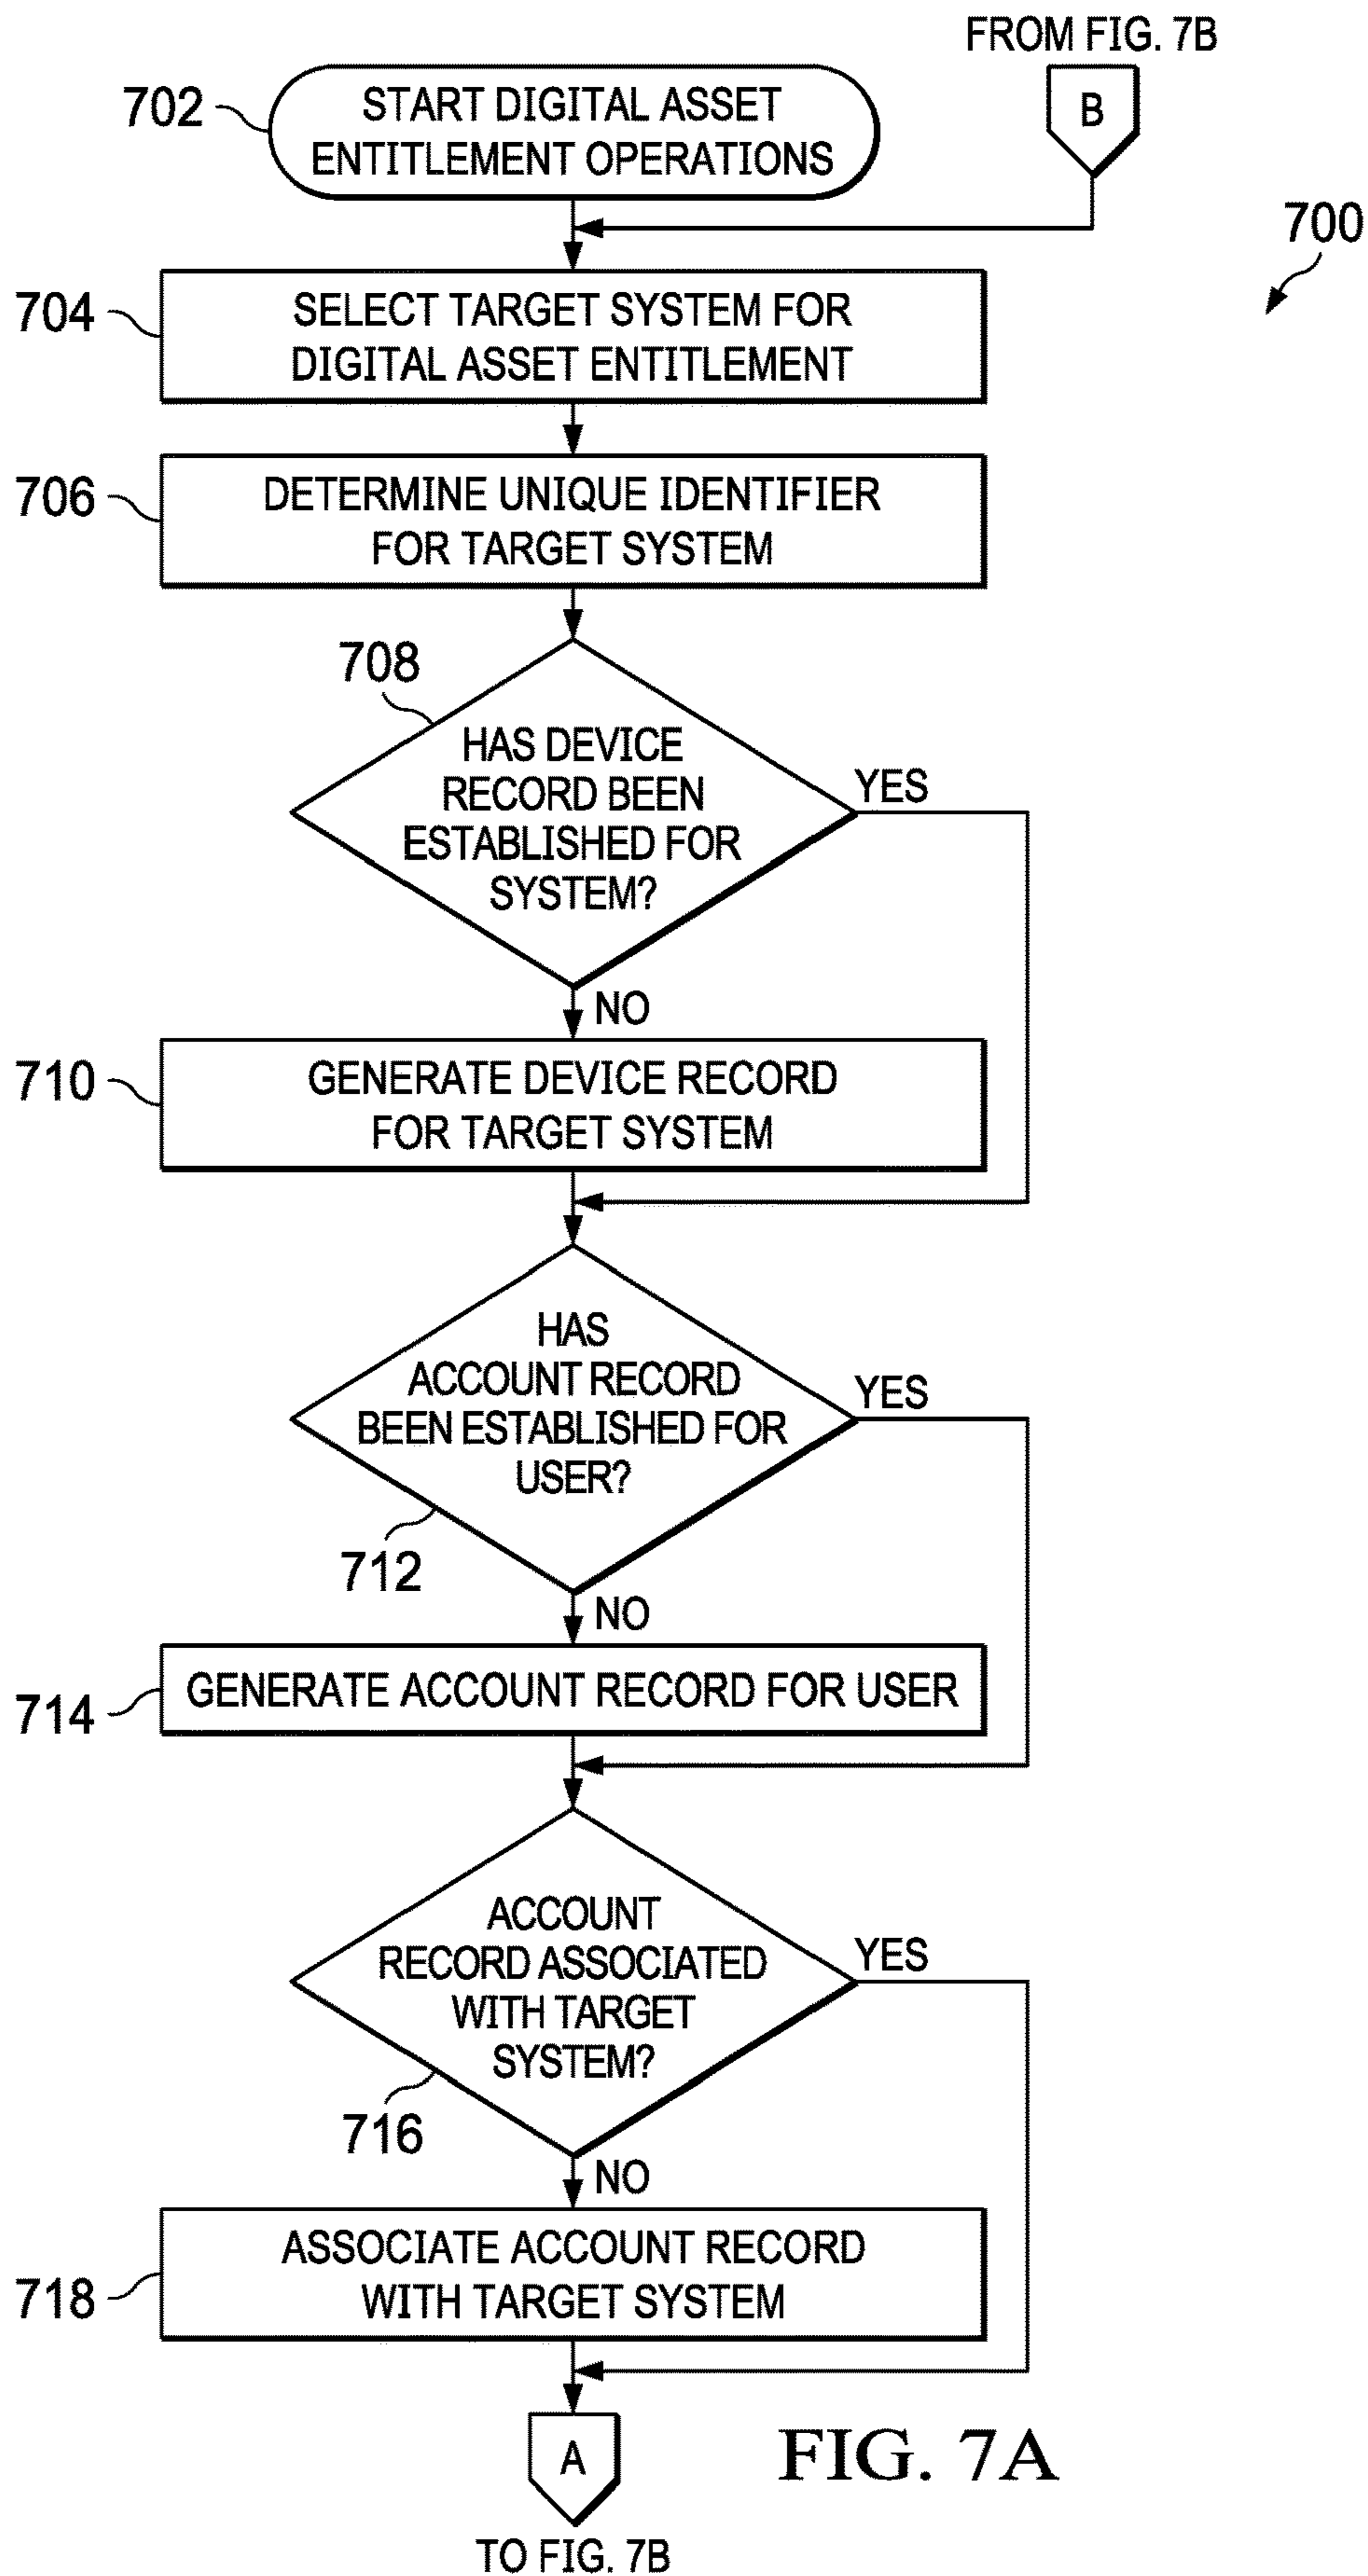 FROM FIG. 7B
B
702
START DIGITAL ASSET
ENTITLEMENT OPERATIONS
700
704
SELECT TARGET SYSTEM FOR
DIGITAL ASSET ENTITLEMENT
706
DETERMINE UNIQUE IDENTIFIER
FOR TARGET SYSTEM
708
HAS DEVICE
RECORD BEEN
ESTABLISHED FOR
SYSTEM?
YES
NO
710
GENERATE DEVICE RECORD
FOR TARGET SYSTEM
HAS
ACCOUNT RECORD
BEEN ESTABLISHED FOR
USER?
YES
712
NO
714
GENERATE ACCOUNT RECORD FOR USER
ACCOUNT
RECORD ASSOCIATED
WITH TARGET
SYSTEM?
YES
716
NO
718
ASSOCIATE ACCOUNT RECORD
WITH TARGET SYSTEM
A
TO FIG. 7B
FIG. 7A